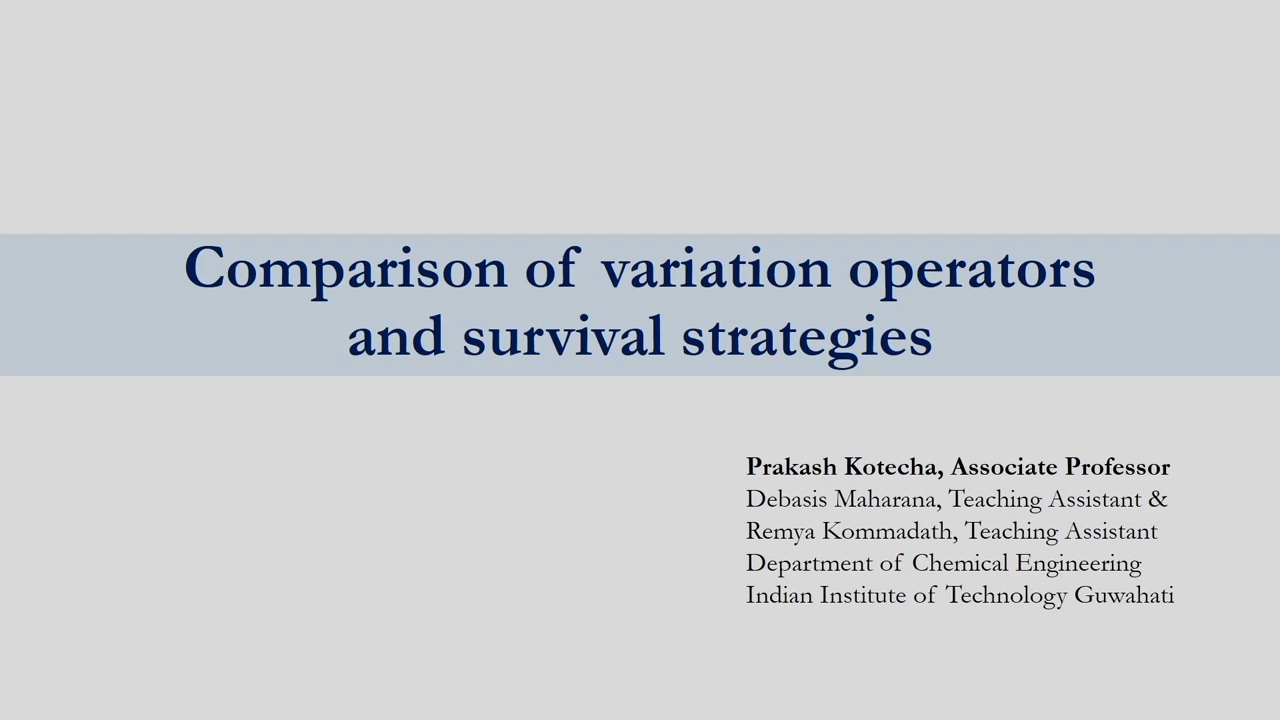 Comparison of variation operators
and survival strategies
Prakash Kotecha, Associate Professor
Debasis Maharana, Teaching Assistant &
Remya Kommadath, Teaching Assistant
Department of Chemical Engineering
Indian Institute of Technology Guwahati